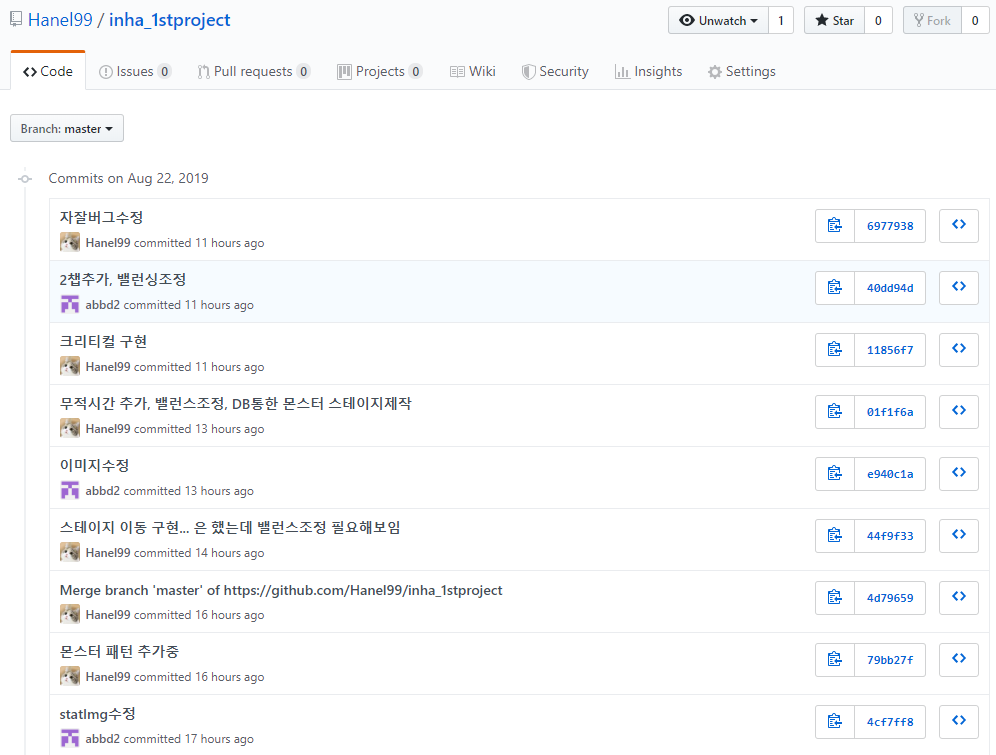 Hanel99 / inha_1stproject
Unwatch 1 Star 0 Fork 0
Code Issues 0 Pull requests 0 Projects 0 Wiki Security Insights Settings
Branch: master
Commits on Aug 22, 2019
자잘버그수정
Hanel99 committed 11 hours ago
6977938
2챕추가, 밸런싱조정
abbd2 committed 11 hours ago
40dd94d
크리티컬 구현
Hanel99 committed 11 hours ago
11856f7
무적시간 추가, 밸런스조정, DB통한 몬스터 스테이지제작
Hanel99 committed 13 hours ago
01f1f6a
이미지수정
abbd2 committed 13 hours ago
e940c1a
스테이지 이동 구현... 은 했는데 밸런스조정 필요해보임
Hanel99 committed 14 hours ago
44f9f33
Merge branch 'master' of https://github.com/Hanel99/inha_1stproject
Hanel99 committed 16 hours ago
4d79659
몬스터 패턴 추가중
Hanel99 committed 16 hours ago
79bb27f
statImg수정
abbd2 committed 17 hours ago
4cf7ff8